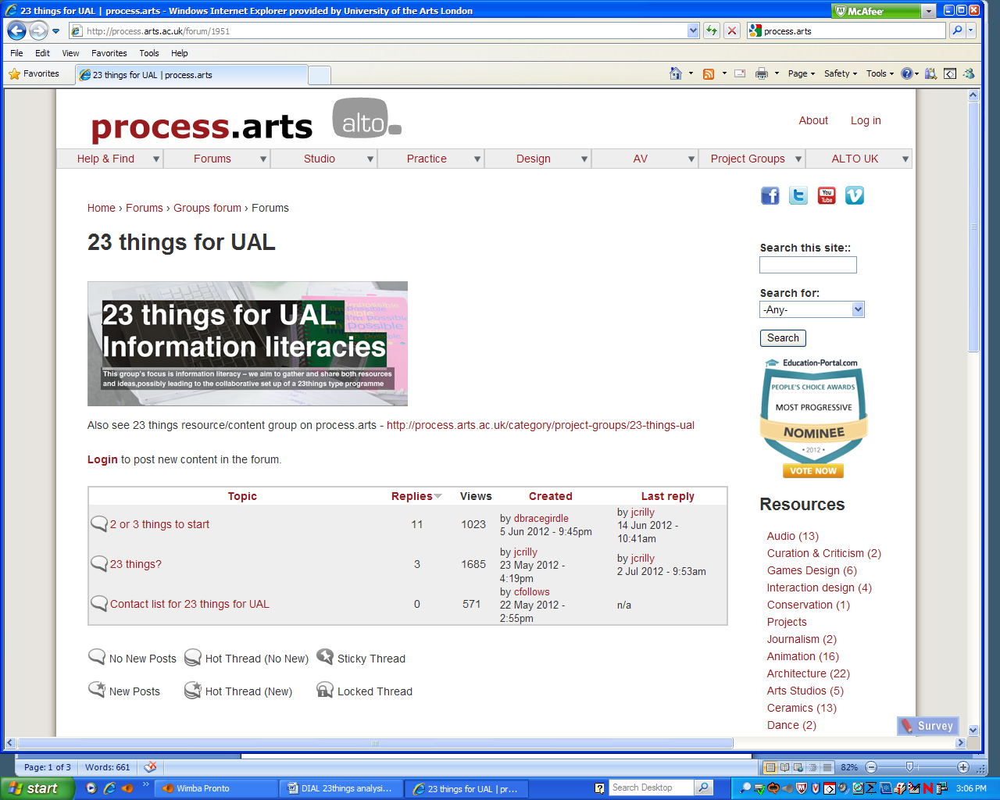 23 things for UAL | process.arts - Windows Internet Explorer provided by University of the Arts London
McAfee
http://process.arts.ac.uk/forum/1951
process.arts
File Edit View Favorites Tools Help
Favorites
23 things for UAL | process.arts
Page Safety Tools
process.arts
alto
About Log in
Help & Find Forums Studio Practice Design AV Project Groups ALTO UK
Home › Forums › Groups forum › Forums
You Tube
23 things for UAL
23 things for UAL
Information literacies
This group's focus is information literacy – we aim to gather and share both resources
and ideas,possibly leading to the collaborative set up of a 23things type programme
Also see 23 things resource/content group on process.arts - http://process.arts.ac.uk/category/project-groups/23-things-ual
Login to post new content in the forum.
Topic Replies Views Created Last reply
2 or 3 things to start 11 1023 by dbracegirdle 5 Jun 2012 - 9:45pm by jcrilly 14 Jun 2012 - 10:41am
23 things? 3 1685 by jcrilly 23 May 2012 - 4:19pm by jcrilly 2 Jul 2012 - 9:53am
Contact list for 23 things for UAL 0 571 by cfollows 22 May 2012 - 2:55pm n/a
No New Posts Hot Thread (No New) Sticky Thread
New Posts Hot Thread (New) Locked Thread
Search this site::
Search for:
-Any-
Search
Education-Portal.com
PEOPLE'S CHOICE AWARDS
MOST PROGRESSIVE
NOMINEE
• 2012 •
VOTE NOW
Resources
Audio (13)
Curation & Criticism (2)
Games Design (6)
Interaction design (4)
Conservation (1)
Projects
Journalism (2)
Animation (16)
Architecture (22)
Arts Studios (5)
Ceramics (13)
Dance (2)
Survey
Page: 1 of 3 Words: 661
82%
start
Wimba Pronto
DIAL 23things analysi...
23 things for UAL | pr...
Search Desktop
3:06 PM